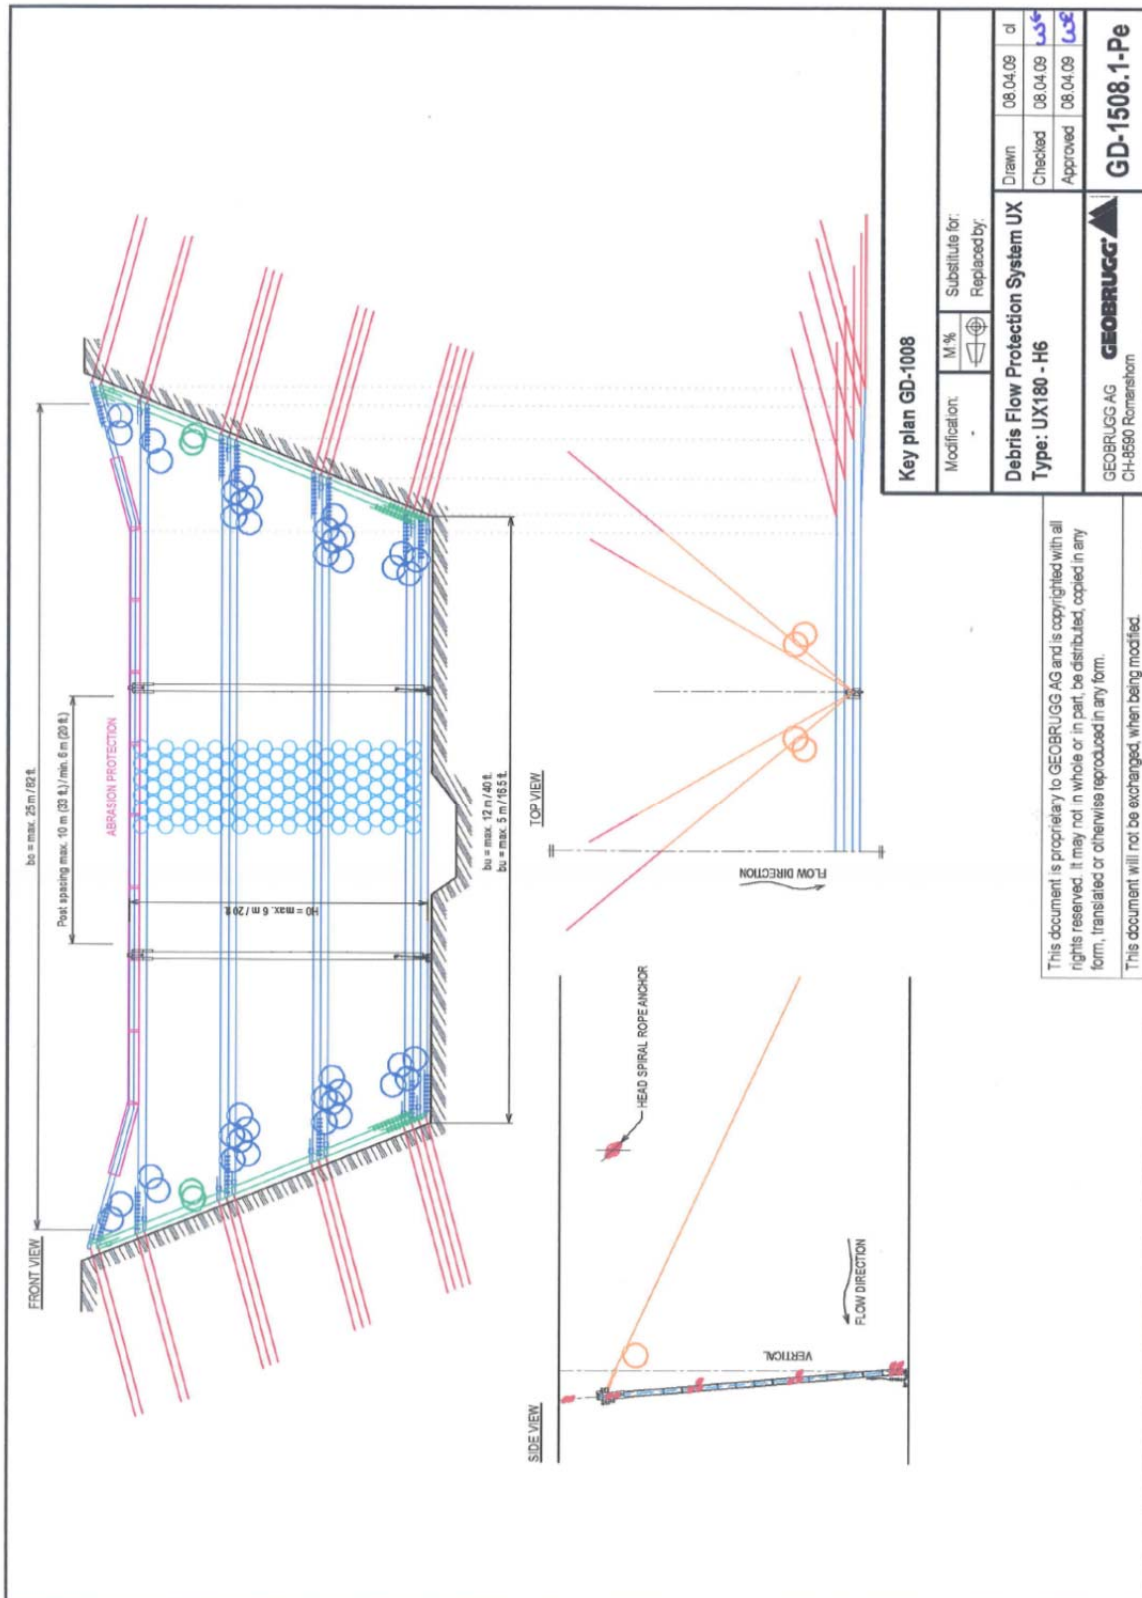 FRONT VIEW
bo = max. 25 m / 82 ft.
Post spacing max. 10 m (33 ft.) / min. 6 m (20 ft.)
ABRASION PROTECTION
H0 = max. 6 m / 20 ft.
bu = max. 12 m / 40 ft.
bu = max. 5 m / 16.5 ft.
SIDE VIEW
HEAD SPIRAL ROPE ANCHOR
VERTICAL
FLOW DIRECTION
TOP VIEW
FLOW DIRECTION
Key plan GD-1008
Modification: M:% Substitute for:
- Replaced by:
Debris Flow Protection System UX
Type: UX180 - H6
Drawn 08.04.09 cl
Checked 08.04.09
Approved 08.04.09
GEOBRUGG AG
CH-8590 Romanshorn
GEOBRUGG
GD-1508.1-Pe
This document is proprietary to GEOBRUGG AG and is copyrighted with all
rights reserved. It may not in whole or in part, be distributed, copied in any
form, translated or otherwise reproduced in any form.
This document will not be exchanged, when being modified.